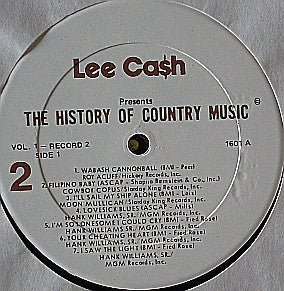 Lee Ca$h
Presents
THE HISTORY OF COUNTRY MUSIC
VOL. 1 — RECORD 2
SIDE 1
1601 A
2
1. WABASH CANNONBALL (BMI - Peer)
ROY ACUFF/Hickory Records, Inc.
2. FILIPINO BABY (ASCAP - Shapiro Bernstein & Co., Inc.)
COWBOY COPUS/Starday Records, Inc.
3. I'LL SAIL MY SHIP ALONE (BMI - Lois)
MOON MULLICAN/Starday King Records, Inc.
4. LOVESICK BLUES (ASCAP - Mills)
HANK WILLIAMS, SR./MGM Records, Inc.
5. I'M SO LONESOME I COULD CRY (BMI - Fred Rose)
HANK WILLIAMS, SR./MGM Records, Inc.
6. YOUR CHEATING HEART (BMI - Fred Rose)
HANK WILLIAMS, SR./MGM Records, Inc.
7. I SAW THE LIGHT (BMI - Fred Rose)
HANK WILLIAMS, SR./
MGM Records, Inc.